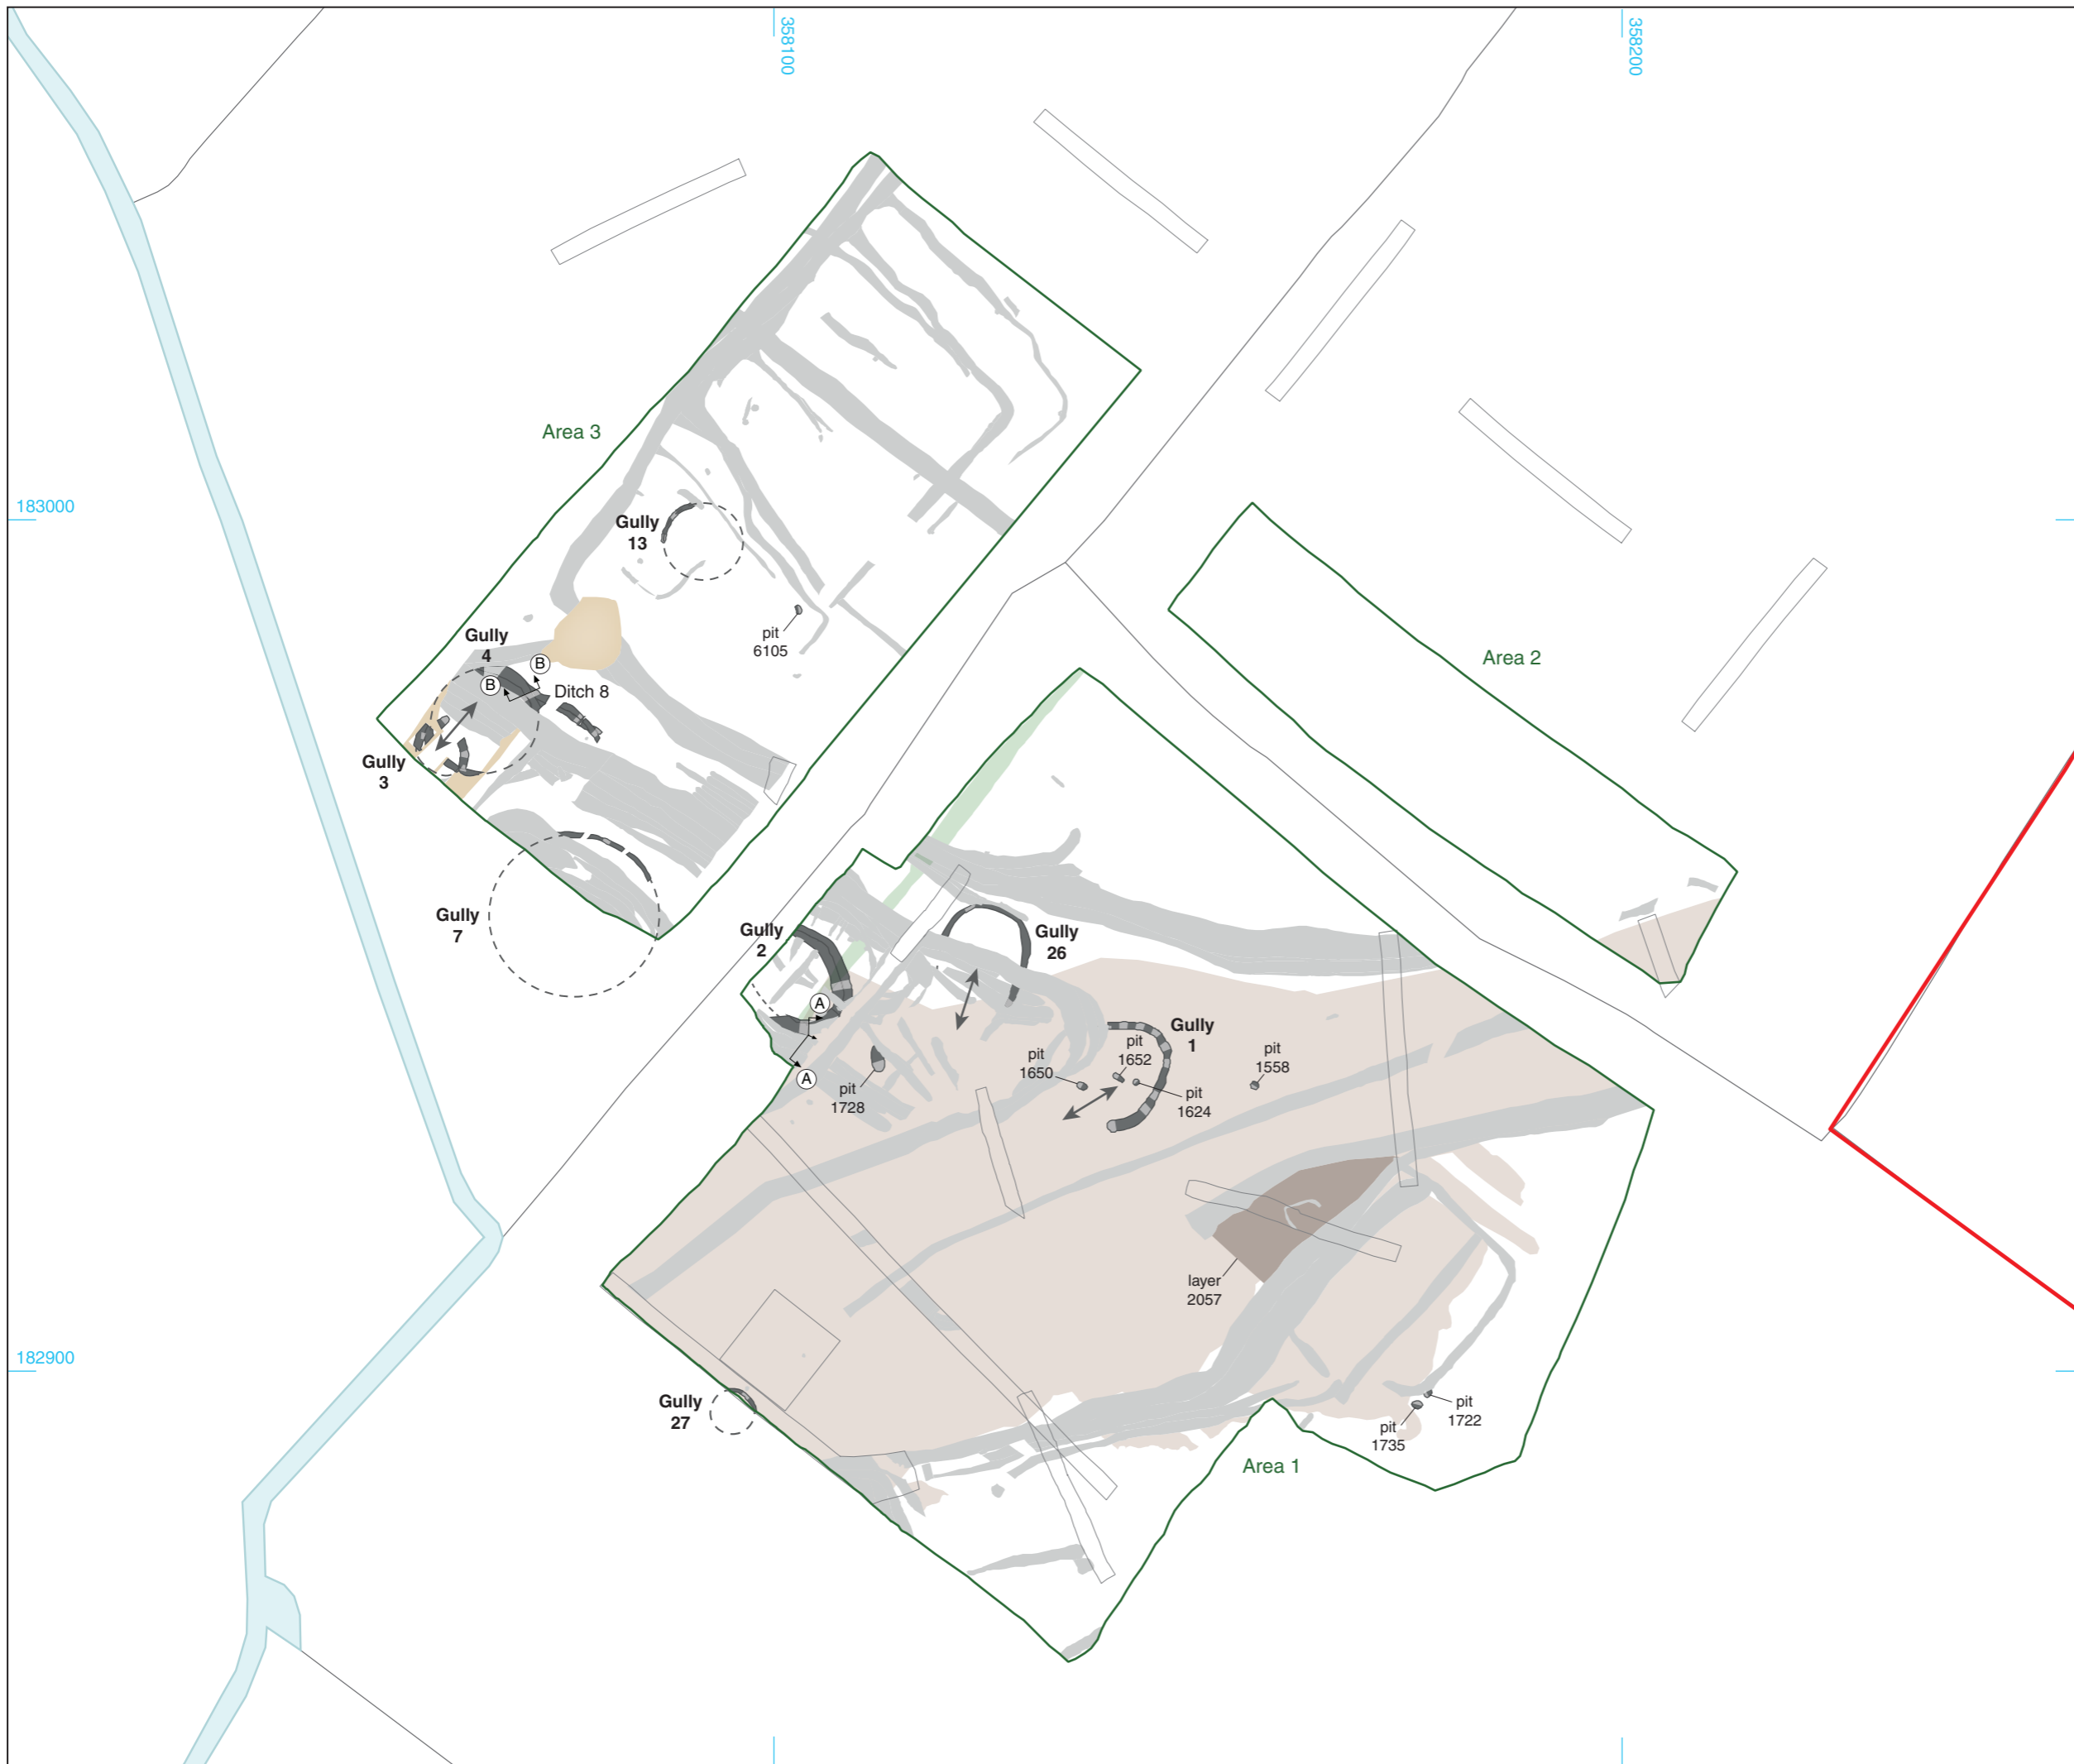 358100
358200
Area 3
183000
Gully
13
Gully
4
B
B
Ditch 8
pit
6105
Area 2
Gully
3
Gully
7
Gully
2
Gully
26
A
A
Gully
1
pit
1652
pit
1650
pit
1624
pit
1558
pit
1728
layer
2057
182900
Gully
27
pit
1722
pit
1735
Area 1